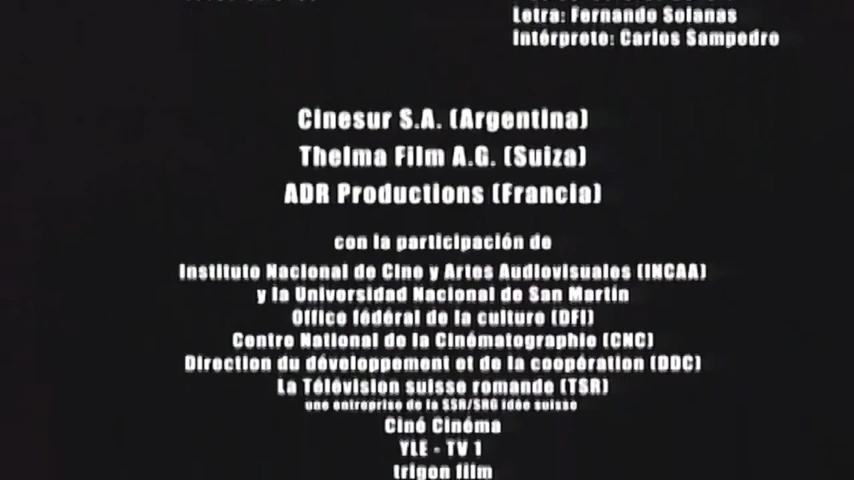 Letra: Fernando Solanas
Intérprete: Carlos Sampedro
Cinesur S.A. (Argentina)
Thelma Film A.G. (Suiza)
ADR Productions (Francia)
con la participación de
Instituto Nacional de Cine y Artes Audiovisuales (INCAA)
y la Universidad Nacional de San Martín
Office fédéral de la culture (DFI)
Centre National de la Cinématographie (CNC)
Direction du développement et de la coopération (DDC)
La Télévision suisse romande (TSR)
une entreprise de la SSR/SRG idée suisse
Ciné Cinéma
YLE - TV 1
trigon film